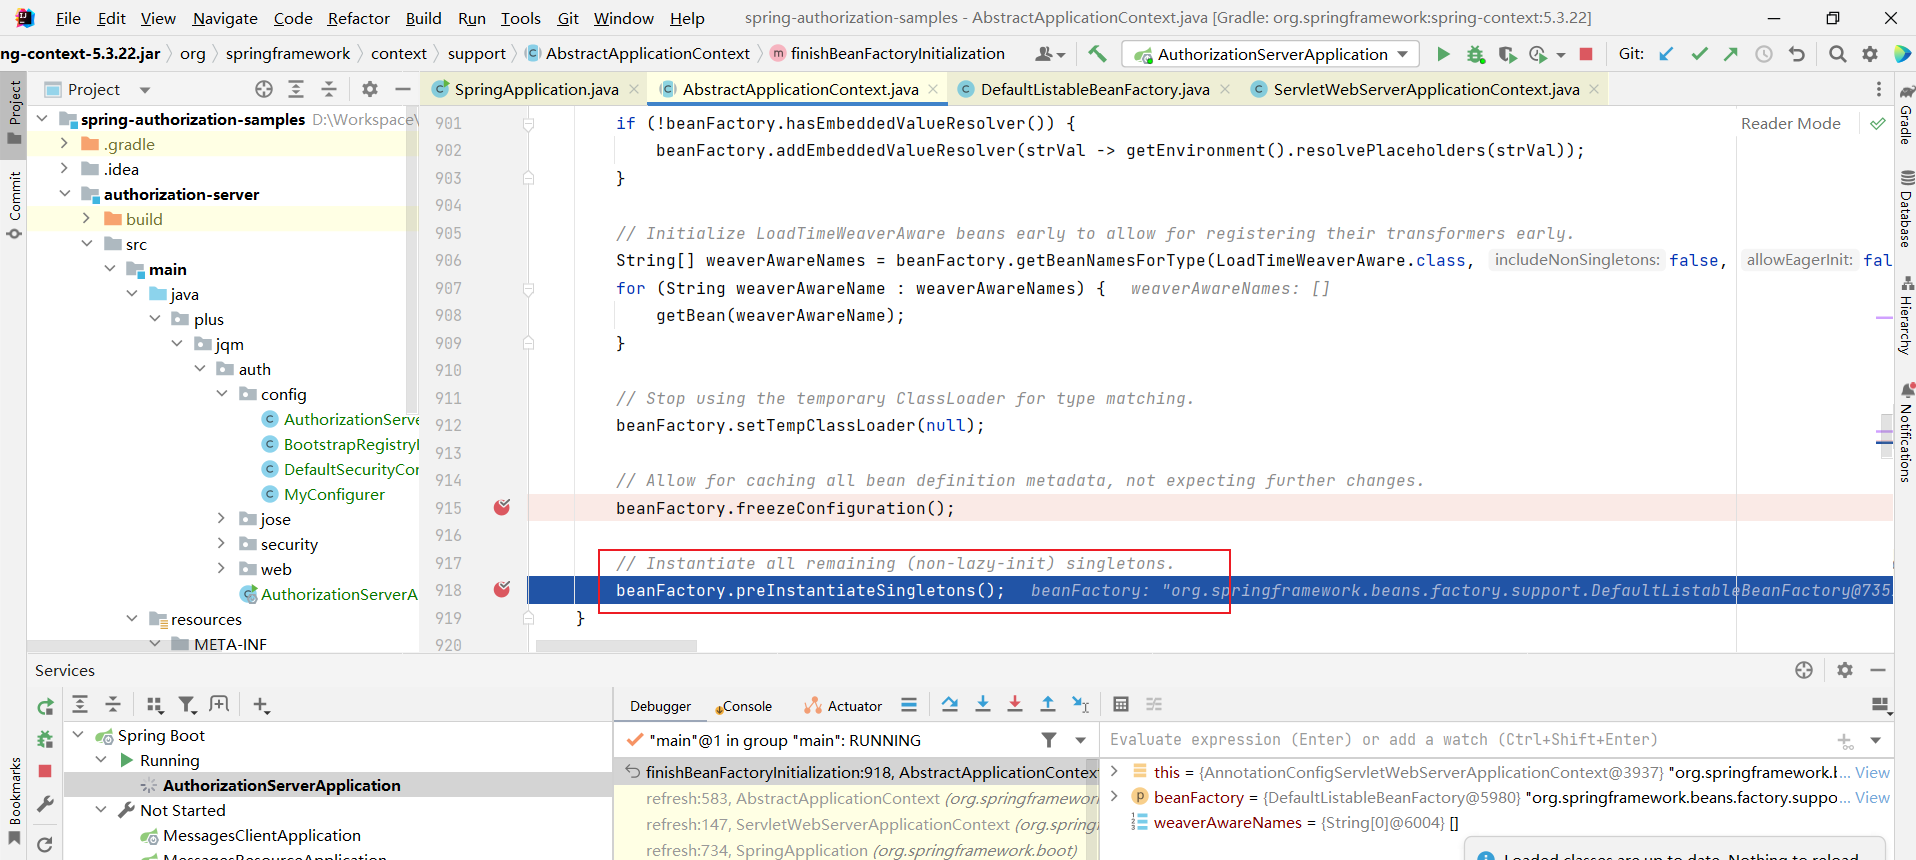 File Edit View Navigate Code Refactor Build Run Tools Git Window Help spring-authorization-samples - AbstractApplicationContext.java [Gradle: org.springframework:spring-context:5.3.22]
ng-context-5.3.22.jar org springframework context support AbstractApplicationContext finishBeanFactoryInitialization AuthorizationServerApplication Git:
Project SpringApplication.java AbstractApplicationContext.java DefaultListableBeanFactory.java ServletWebServerApplicationContext.java
Project
Commit
Bookmarks
spring-authorization-samples D:\Workspace\
.gradle
.idea
authorization-server
build
src
main
java
plus
jqm
auth
config
AuthorizationServe
BootstrapRegistryI
DefaultSecurityCor
MyConfigurer
jose
security
web
AuthorizationServerA
resources
META-INF
Reader Mode
901 if (!beanFactory.hasEmbeddedValueResolver()) {
902 beanFactory.addEmbeddedValueResolver(strVal -> getEnvironment().resolvePlaceholders(strVal));
903 }
904
905 // Initialize LoadTimeWeaverAware beans early to allow for registering their transformers early.
906 String[] weaverAwareNames = beanFactory.getBeanNamesForType(LoadTimeWeaverAware.class, includeNonSingletons: false, allowEagerInit: fal
907 for (String weaverAwareName : weaverAwareNames) { weaverAwareNames: []
908 getBean(weaverAwareName);
909 }
910
911 // Stop using the temporary ClassLoader for type matching.
912 beanFactory.setTempClassLoader(null);
913
914 // Allow for caching all bean definition metadata, not expecting further changes.
915 beanFactory.freezeConfiguration();
916
917 // Instantiate all remaining (non-lazy-init) singletons.
918 beanFactory.preInstantiateSingletons(); beanFactory: "org.springframework.beans.factory.support.DefaultListableBeanFactory@735
919 }
920
Gradle
Database
Hierarchy
Notifications
Services
Spring Boot
Running
AuthorizationServerApplication
Not Started
MessagesClientApplication
MessagesResourceApplication
Debugger Console Actuator
"main"@1 in group "main": RUNNING
finishBeanFactoryInitialization:918, AbstractApplicationContext
refresh:583, AbstractApplicationContext (org.springframework
refresh:147, ServletWebServerApplicationContext (org.spring
refresh:734, SpringApplication (org.springframework.boot)
Evaluate expression (Enter) or add a watch (Ctrl+Shift+Enter)
this = {AnnotationConfigServletWebServerApplicationContext@3937} "org.springframework.b... View
beanFactory = {DefaultListableBeanFactory@5980} "org.springframework.beans.factory.suppo... View
weaverAwareNames = {String[0]@6004} []
Loaded classes are up to date. Nothing to reload